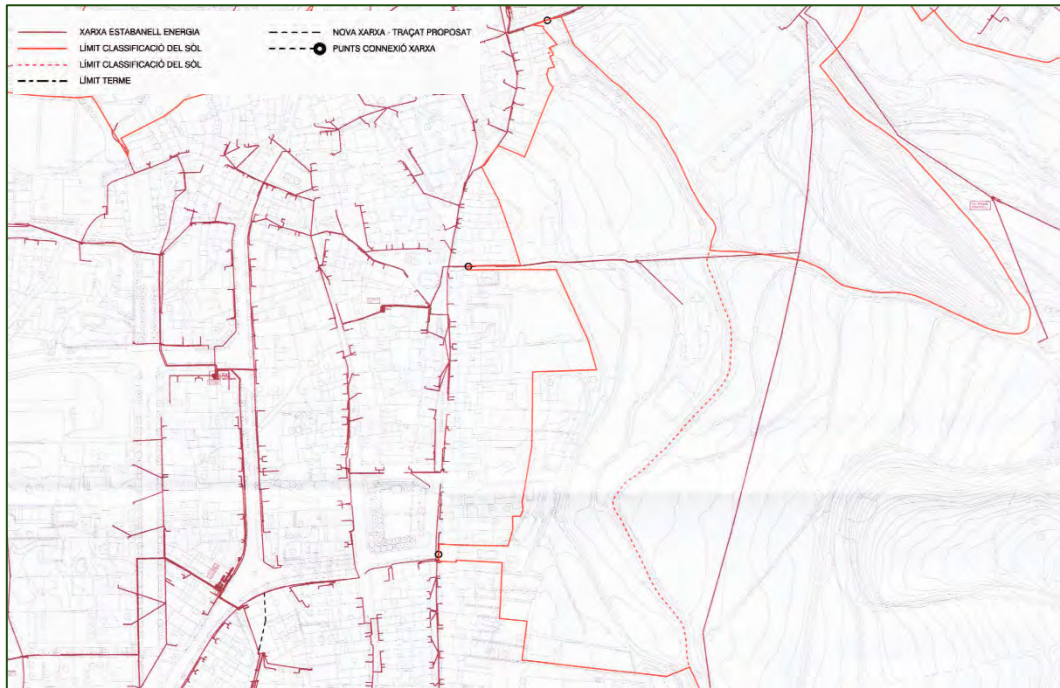 XARXA ESTABANELL ENERGIA
LÍMIT CLASSIFICACIÓ DEL SÒL
LÍMIT CLASSIFICACIÓ DEL SÒL
LÍMIT TERME
NOVA XARXA - TRAÇAT PROPOSAT
PUNTS CONNEXIÓ XARXA